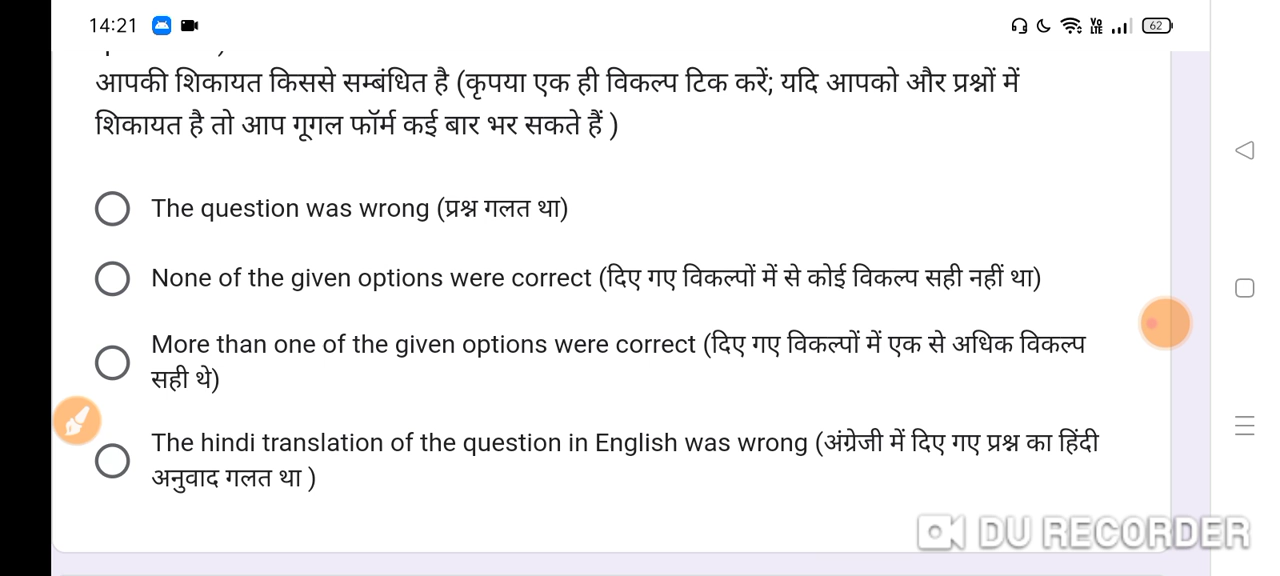 14:21
Vo LTE
62
आपकी शिकायत किससे सम्बंधित है (कृपया एक ही विकल्प टिक करें; यदि आपको और प्रश्नों में
शिकायत है तो आप गूगल फॉर्म कई बार भर सकते हैं )
The question was wrong (प्रश्न गलत था)
None of the given options were correct (दिए गए विकल्पों में से कोई विकल्प सही नहीं था)
More than one of the given options were correct (दिए गए विकल्पों में एक से अधिक विकल्प
सही थे)
The hindi translation of the question in English was wrong (अंग्रेजी में दिए गए प्रश्न का हिंदी
अनुवाद गलत था )
DU RECORDER